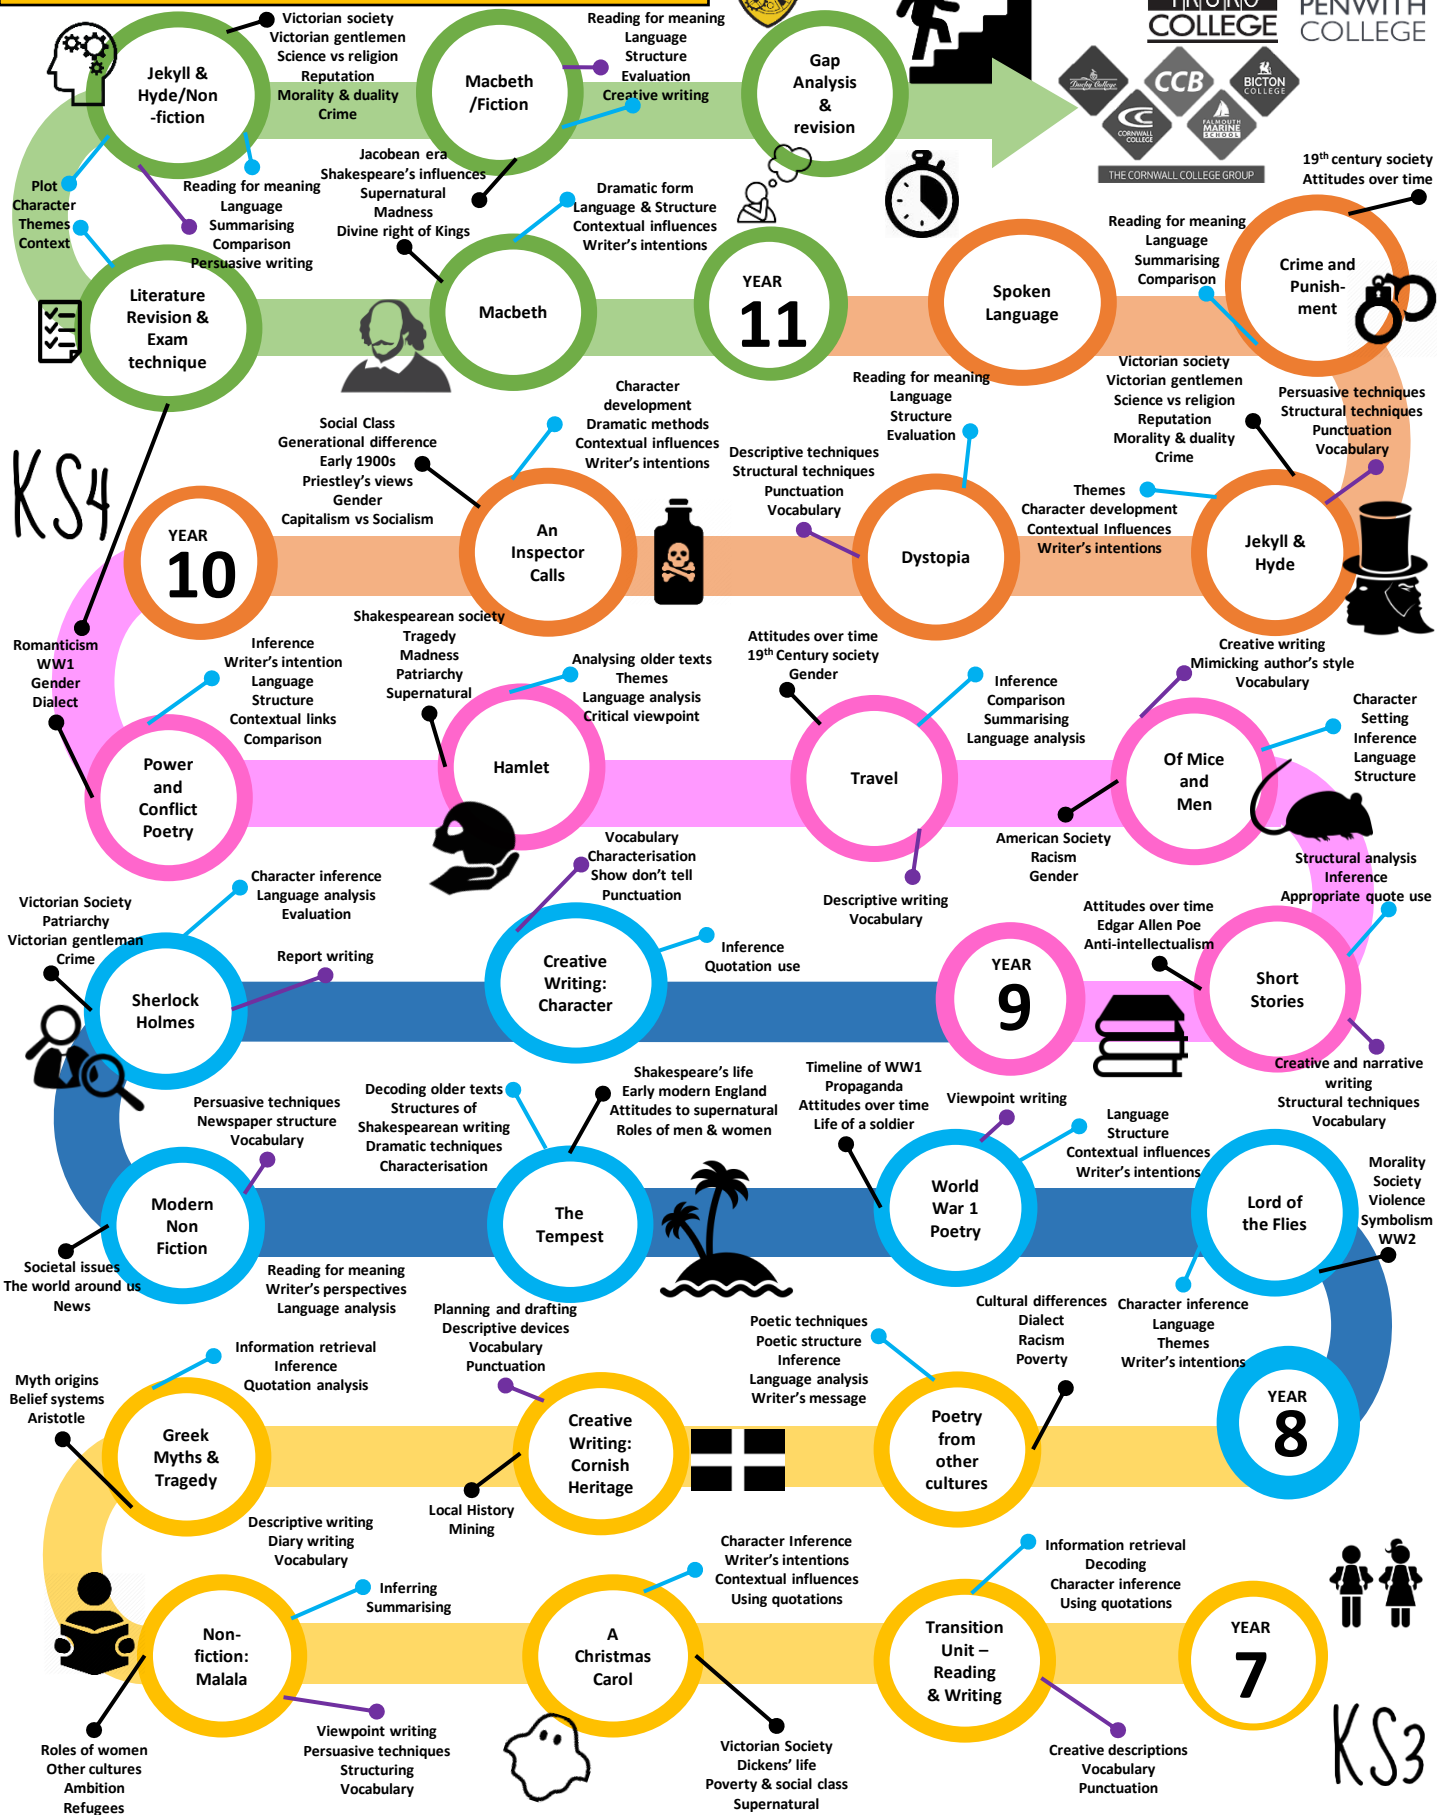 Victorian society
Victorian gentlemen
Science vs religion
Reputation
Morality & duality
Crime
Jekyll &
Hyde/Non
-fiction
Macbeth
/Fiction
Reading for meaning
Language
Structure
Evaluation
Creative writing
Gap
Analysis
&
revision
COLLEGE
PENWITH
COLLEGE
Duchy College
CCB
BICTON
COLLEGE
CORNWALL
COLLEGE
FALMOUTH
MARINE
SCHOOL
THE CORNWALL COLLEGE GROUP
Plot
Character
Themes
Context
Reading for meaning
Language
Summarising
Comparison
Persuasive writing
Jacobean era
Shakespeare's influences
Supernatural
Madness
Divine right of Kings
Dramatic form
Language & Structure
Contextual influences
Writer's intentions
19th century society
Attitudes over time
Reading for meaning
Language
Summarising
Comparison
Literature
Revision &
Exam
technique
Macbeth
YEAR
11
Spoken
Language
Crime and
Punish-
ment
KS4
Social Class
Generational difference
Early 1900s
Priestley's views
Gender
Capitalism vs Socialism
Character
development
Dramatic methods
Contextual influences
Writer's intentions
Descriptive techniques
Structural techniques
Punctuation
Vocabulary
Reading for meaning
Language
Structure
Evaluation
Victorian society
Victorian gentlemen
Science vs religion
Reputation
Morality & duality
Crime
Persuasive techniques
Structural techniques
Punctuation
Vocabulary
Themes
Character development
Contextual Influences
Writer's intentions
YEAR
10
An
Inspector
Calls
Dystopia
Jekyll &
Hyde
Romanticism
WW1
Gender
Dialect
Inference
Writer's intention
Language
Structure
Contextual links
Comparison
Shakespearean society
Tragedy
Madness
Patriarchy
Supernatural
Analysing older texts
Themes
Language analysis
Critical viewpoint
Attitudes over time
19th Century society
Gender
Inference
Comparison
Summarising
Language analysis
Creative writing
Mimicking author's style
Vocabulary
Character
Setting
Inference
Language
Structure
Power
and
Conflict
Poetry
Hamlet
Travel
Of Mice
and
Men
Vocabulary
Characterisation
Show don't tell
Punctuation
Descriptive writing
Vocabulary
American Society
Racism
Gender
Structural analysis
Inference
Appropriate quote use
Victorian Society
Patriarchy
Victorian gentleman
Crime
Character inference
Language analysis
Evaluation
Report writing
Inference
Quotation use
Attitudes over time
Edgar Allen Poe
Anti-intellectualism
Sherlock
Holmes
Creative
Writing:
Character
YEAR
9
Short
Stories
Creative and narrative
writing
Structural techniques
Vocabulary
Persuasive techniques
Newspaper structure
Vocabulary
Decoding older texts
Structures of
Shakespearean writing
Dramatic techniques
Characterisation
Shakespeare's life
Early modern England
Attitudes to supernatural
Roles of men & women
Timeline of WW1
Propaganda
Attitudes over time
Life of a soldier
Viewpoint writing
Language
Structure
Contextual influences
Writer's intentions
Morality
Society
Violence
Symbolism
WW2
Modern
Non
Fiction
The
Tempest
World
War 1
Poetry
Lord of
the Flies
Societal issues
The world around us
News
Reading for meaning
Writer's perspectives
Language analysis
Planning and drafting
Descriptive devices
Vocabulary
Punctuation
Poetic techniques
Poetic structure
Inference
Language analysis
Writer's message
Cultural differences
Dialect
Racism
Poverty
Character inference
Language
Themes
Writer's intentions
Myth origins
Belief systems
Aristotle
Information retrieval
Inference
Quotation analysis
Greek
Myths &
Tragedy
Creative
Writing:
Cornish
Heritage
Poetry
from
other
cultures
YEAR
8
Local History
Mining
Descriptive writing
Diary writing
Vocabulary
Inferring
Summarising
Character Inference
Writer's intentions
Contextual influences
Using quotations
Information retrieval
Decoding
Character inference
Using quotations
Non-
fiction:
Malala
A
Christmas
Carol
Transition
Unit –
Reading
& Writing
YEAR
7
Roles of women
Other cultures
Ambition
Refugees
Viewpoint writing
Persuasive techniques
Structuring
Vocabulary
Victorian Society
Dickens' life
Poverty & social class
Supernatural
Creative descriptions
Vocabulary
Punctuation
KS3